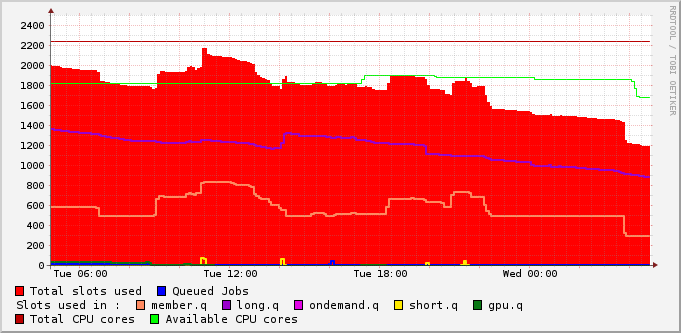 RRDTOOL / TOBI OETIKER
2400
2200
2000
1800
1600
1400
1200
1000
800
600
400
200
0
Tue 06:00 Tue 12:00 Tue 18:00 Wed 00:00
Total slots used Queued Jobs
Slots used in : member.q long.q ondemand.q short.q gpu.q
Total CPU cores Available CPU cores